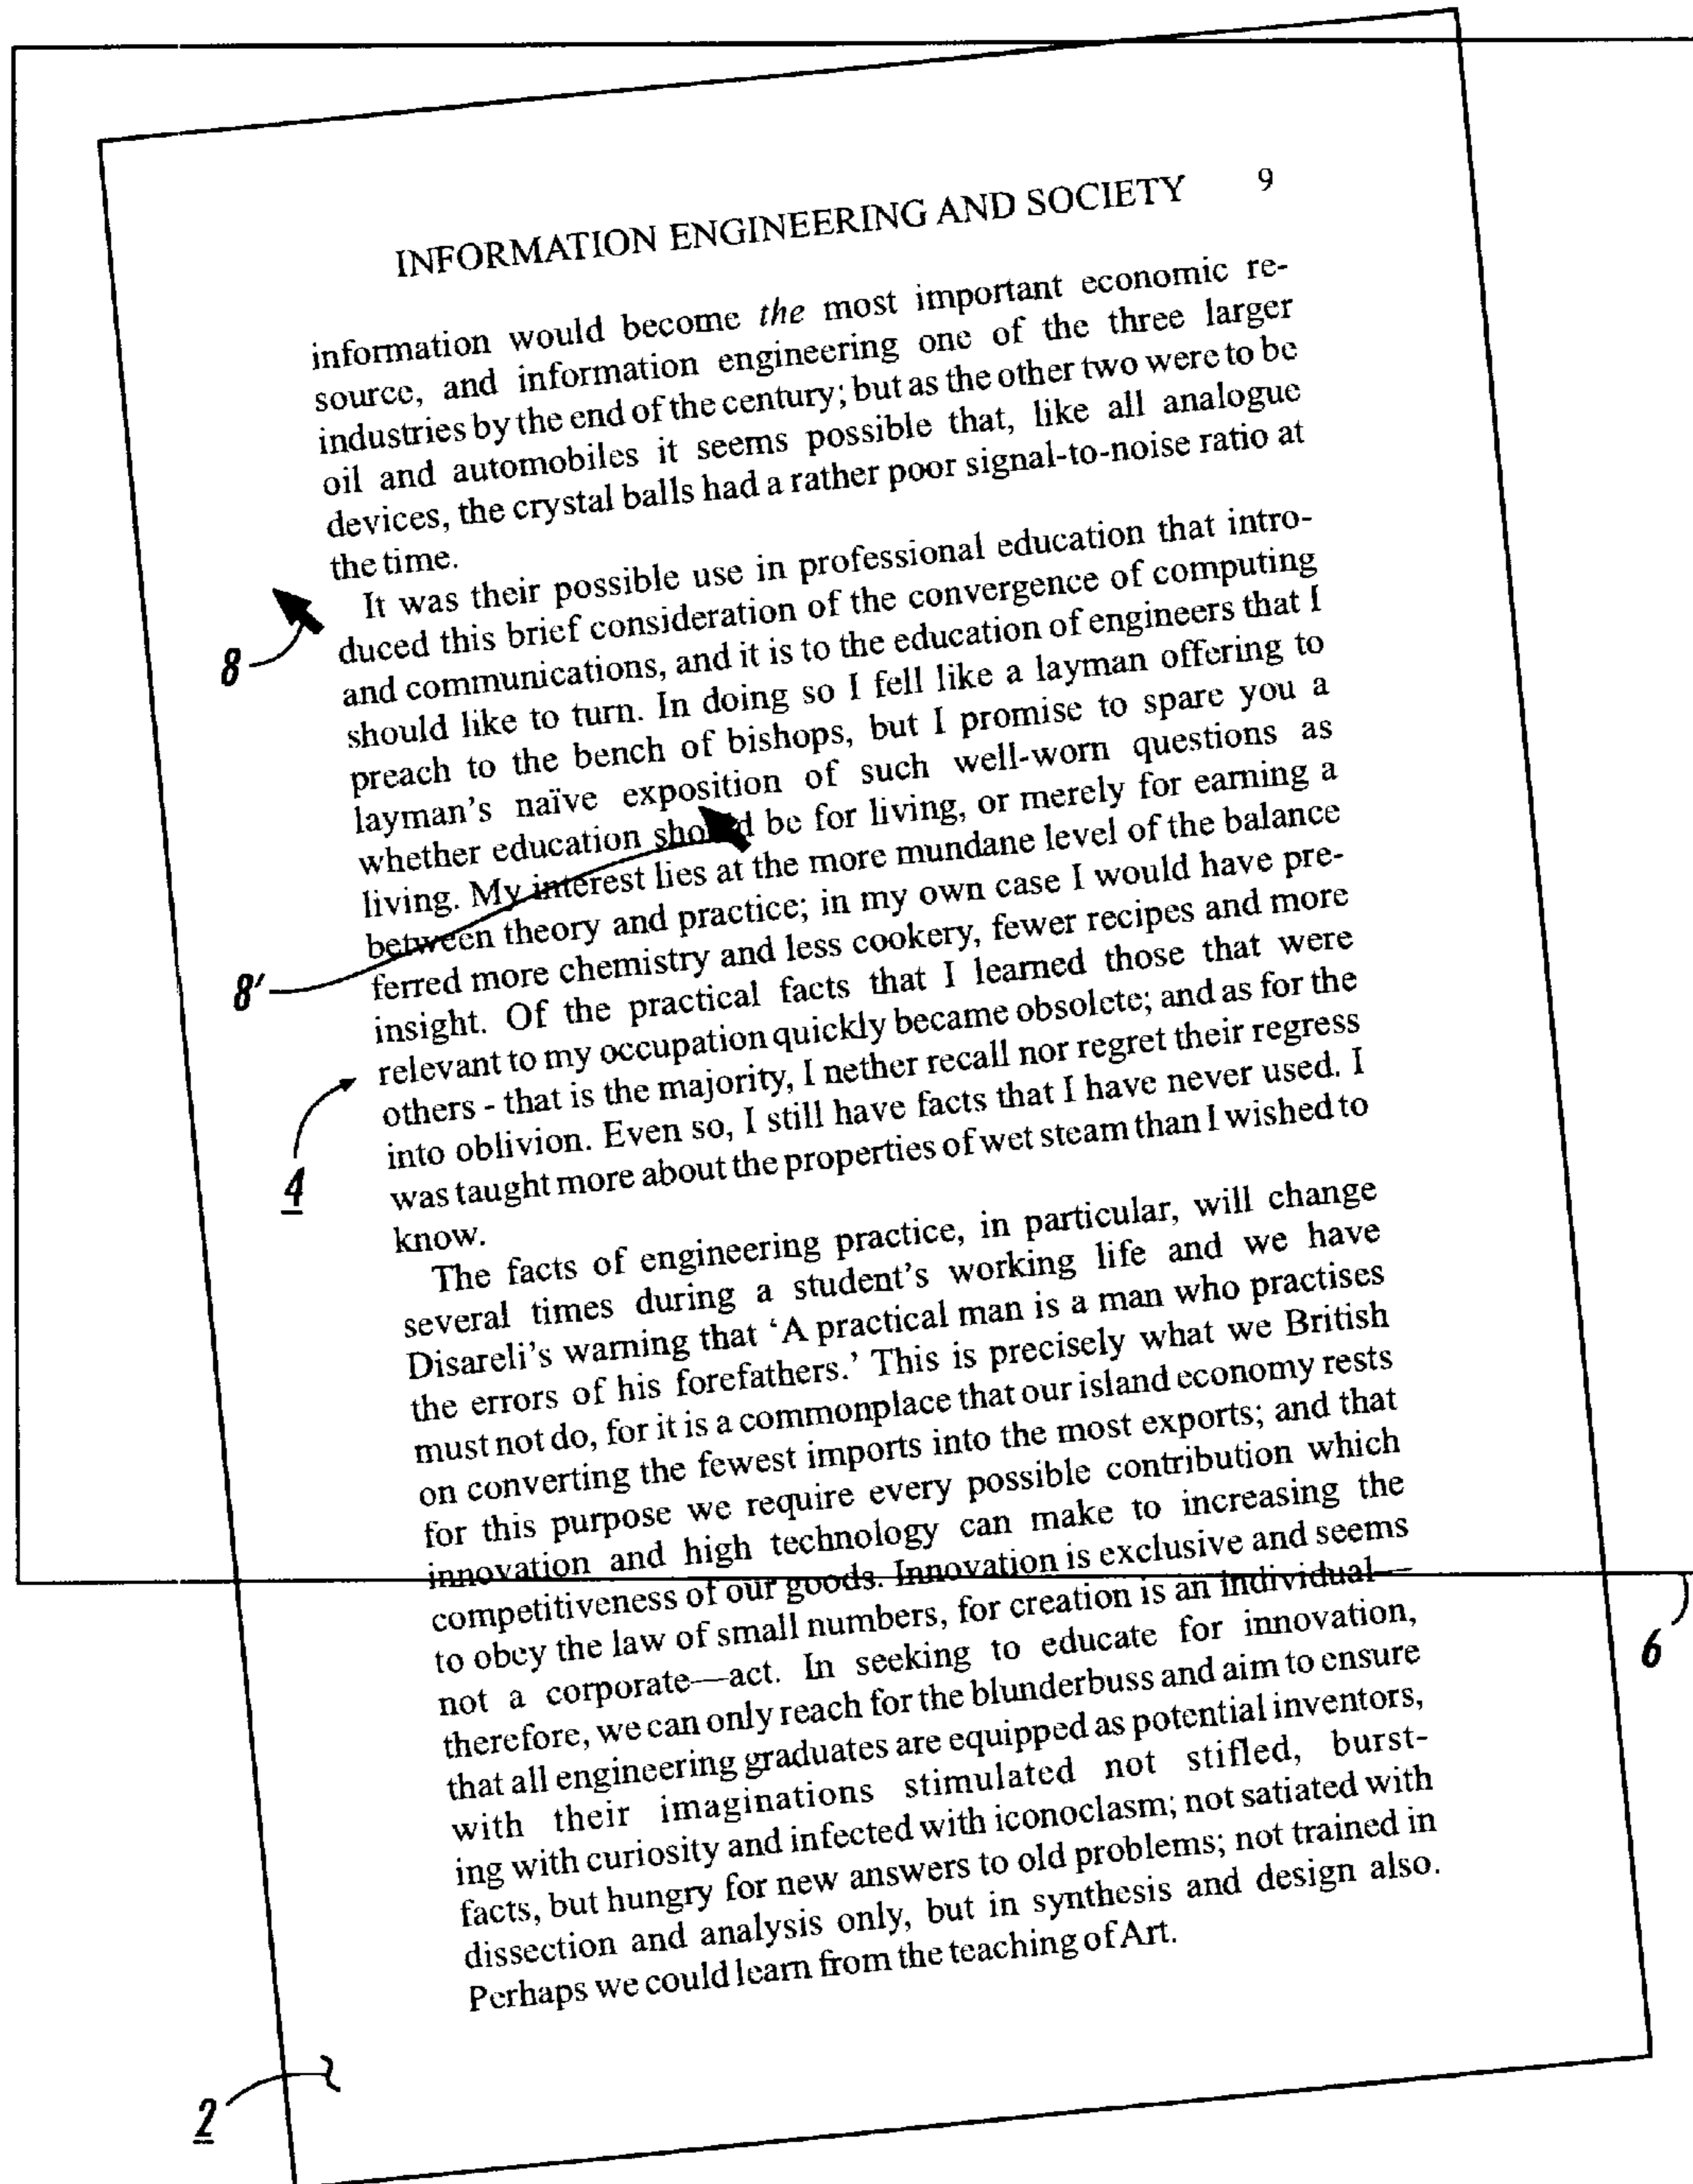 INFORMATION ENGINEERING AND SOCIETY 9
information would become the most important economic re-
source, and information engineering one of the three larger
industries by the end of the century; but as the other two were to be
oil and automobiles it seems possible that, like all analogue
devices, the crystal balls had a rather poor signal-to-noise ratio at
the time.
It was their possible use in professional education that intro-
duced this brief consideration of the convergence of computing
and communications, and it is to the education of engineers that I
should like to turn. In doing so I fell like a layman offering to
preach to the bench of bishops, but I promise to spare you a
layman's naïve exposition of such well-worn questions as
whether education should be for living, or merely for earning a
living. My interest lies at the more mundane level of the balance
between theory and practice; in my own case I would have pre-
ferred more chemistry and less cookery, fewer recipes and more
insight. Of the practical facts that I learned those that were
relevant to my occupation quickly became obsolete; and as for the
others - that is the majority, I nether recall nor regret their regress
into oblivion. Even so, I still have facts that I have never used. I
was taught more about the properties of wet steam than I wished to
know.
The facts of engineering practice, in particular, will change
several times during a student's working life and we have
Disareli's warning that ‘A practical man is a man who practises
the errors of his forefathers.’ This is precisely what we British
must not do, for it is a commonplace that our island economy rests
on converting the fewest imports into the most exports; and that
for this purpose we require every possible contribution which
innovation and high technology can make to increasing the
competitiveness of our goods. Innovation is exclusive and seems
to obey the law of small numbers, for creation is an individual—
not a corporate—act. In seeking to educate for innovation,
therefore, we can only reach for the blunderbuss and aim to ensure
that all engineering graduates are equipped as potential inventors,
with their imaginations stimulated not stifled, burst-
ing with curiosity and infected with iconoclasm; not satiated with
facts, but hungry for new answers to old problems; not trained in
dissection and analysis only, but in synthesis and design also.
Perhaps we could learn from the teaching of Art.
8
8'
4
6
2